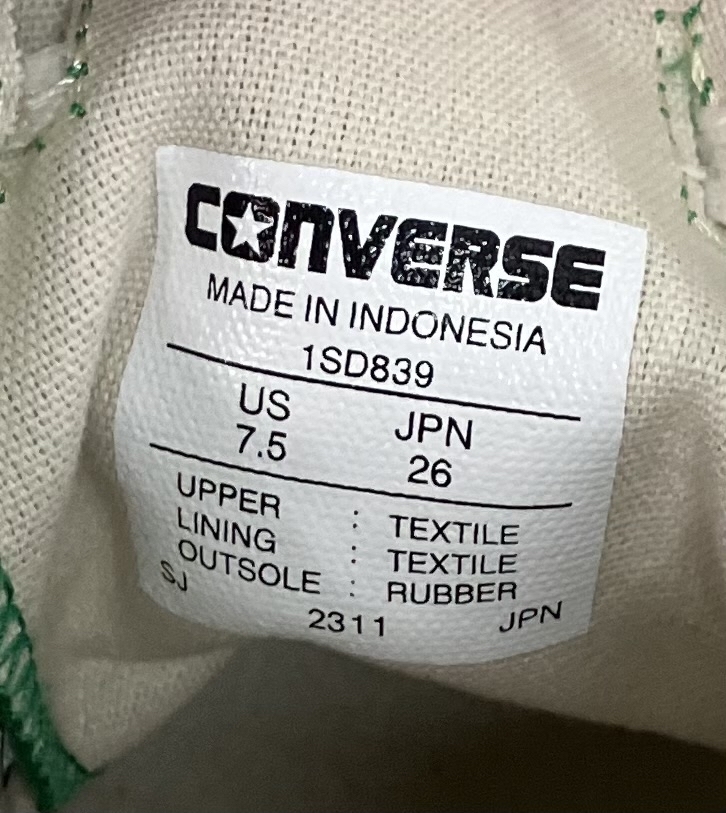 CONVERSE
MADE IN INDONESIA
1SD839
US JPN
7.5 26
UPPER : TEXTILE
LINING : TEXTILE
OUTSOLE : RUBBER
SJ 2311 JPN